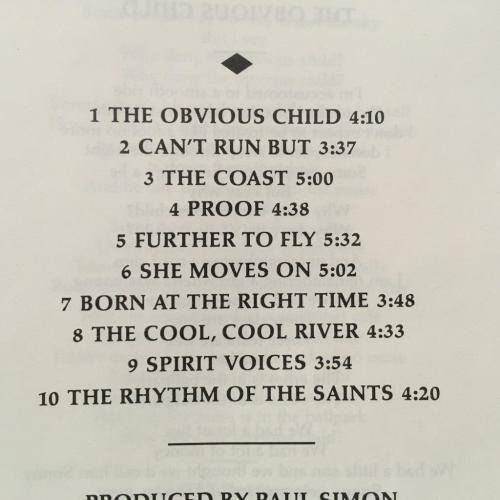 1 THE OBVIOUS CHILD 4:10
2 CAN'T RUN BUT 3:37
3 THE COAST 5:00
4 PROOF 4:38
5 FURTHER TO FLY 5:32
6 SHE MOVES ON 5:02
7 BORN AT THE RIGHT TIME 3:48
8 THE COOL, COOL RIVER 4:33
9 SPIRIT VOICES 3:54
10 THE RHYTHM OF THE SAINTS 4:20
PRODUCED BY PAUL SIMON